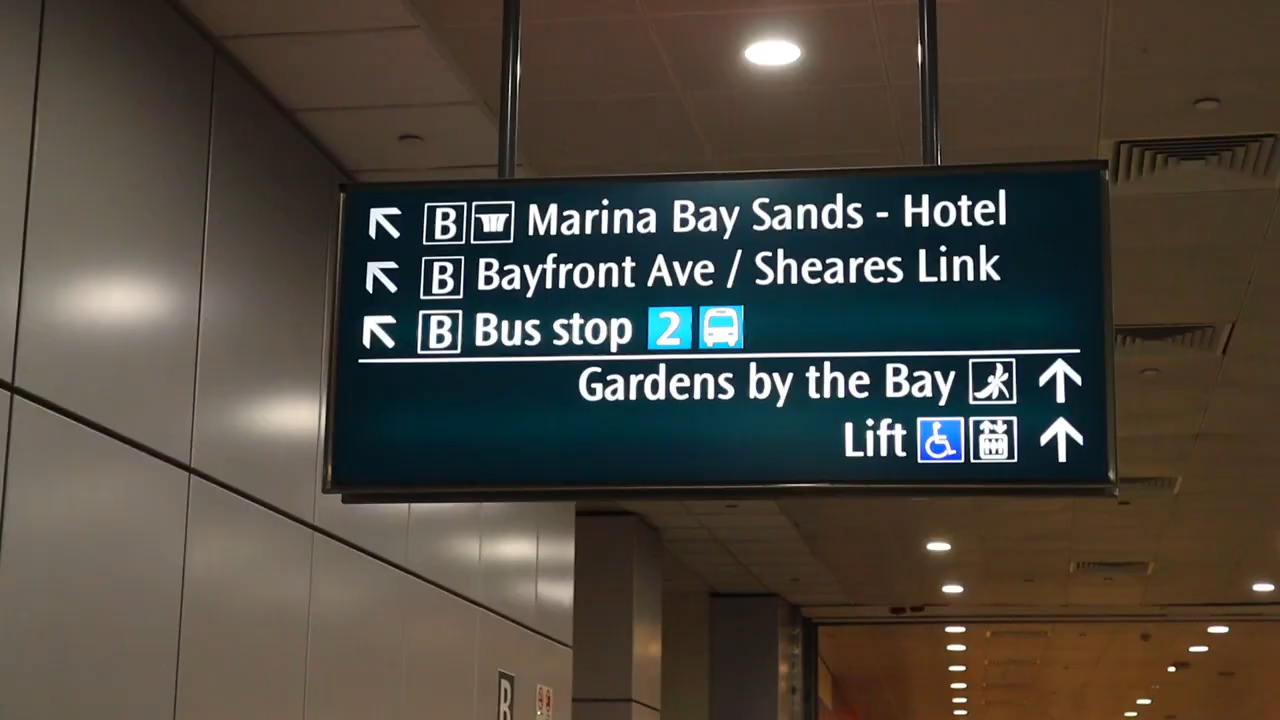 B Marina Bay Sands - Hotel
B Bayfront Ave / Sheares Link
B Bus stop 2
Gardens by the Bay
Lift
B